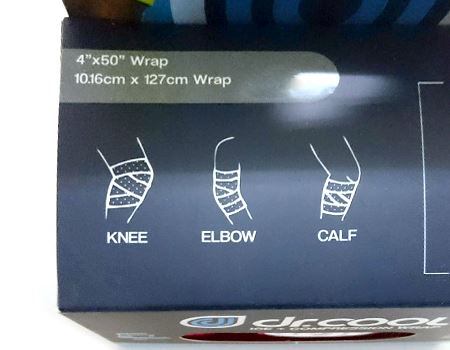 4”x50” Wrap
10.16cm x 127cm Wrap
KNEE
ELBOW
CALF
dr.cool